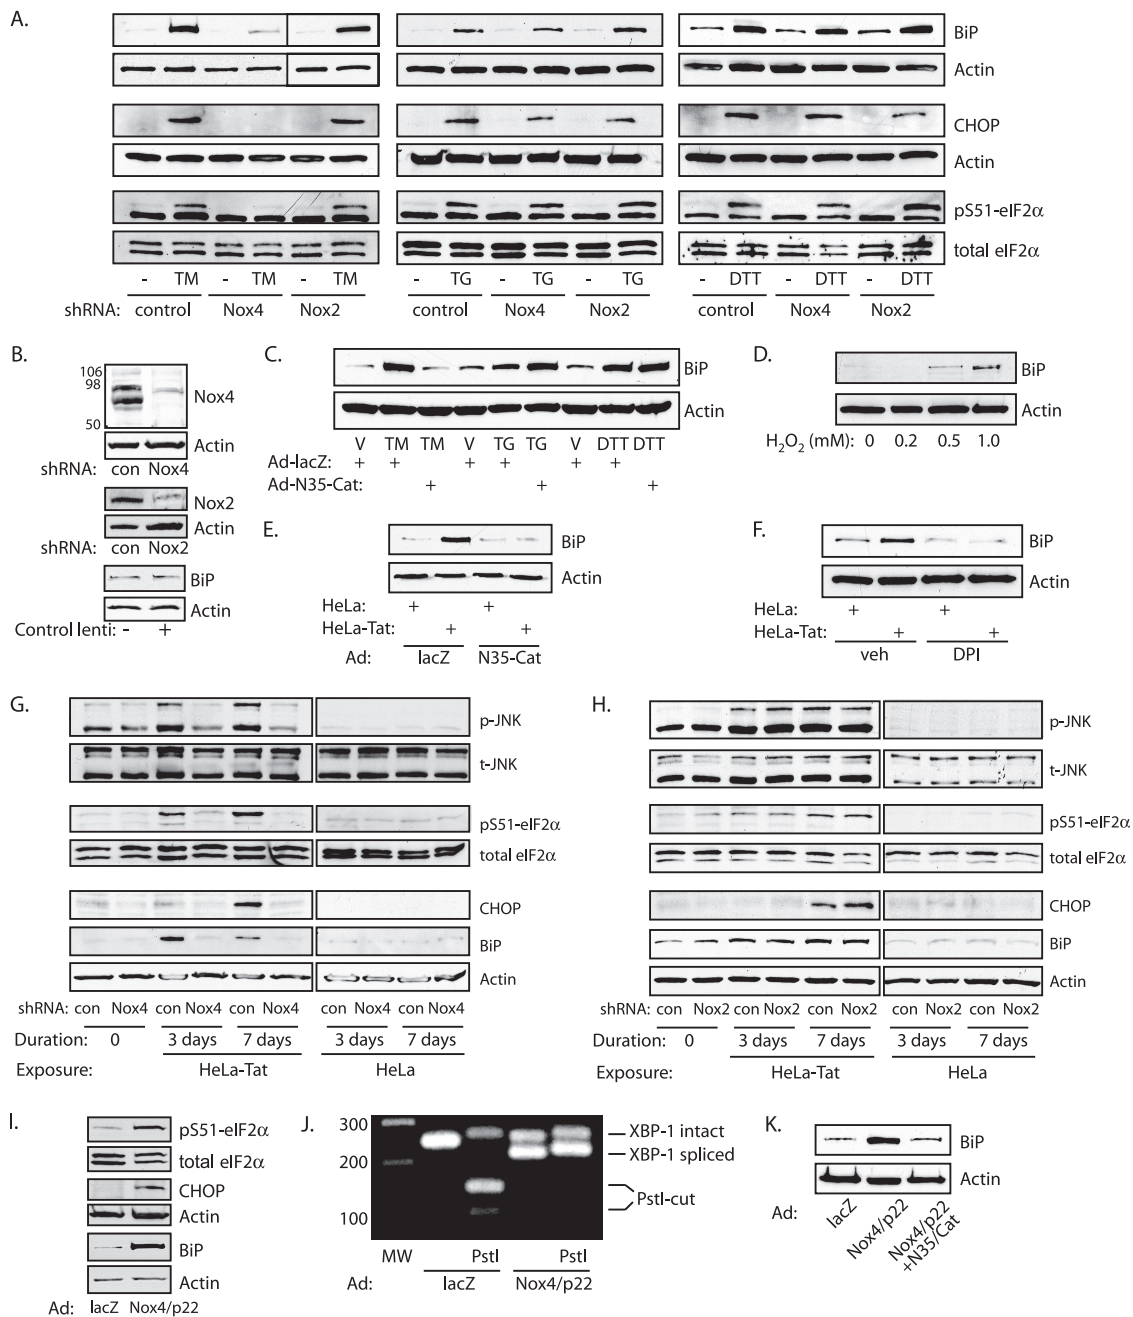 A.
BiP
Actin
CHOP
Actin
pS51-eIF2α
total eIF2α
- TM - TM - TM - TG - TG - TG - DTT - DTT - DTT
shRNA: control Nox4 Nox2 control Nox4 Nox2 control Nox4 Nox2
B.
106
98
Nox4
50
Actin
shRNA: con Nox4
Nox2
Actin
shRNA: con Nox2
BiP
Actin
Control lenti: - +
C.
BiP
Actin
V TM TM V TG TG V DTT DTT
Ad-lacZ: + + + + + +
Ad-N35-Cat: + + +
D.
BiP
Actin
H₂O₂ (mM): 0 0.2 0.5 1.0
E.
BiP
Actin
HeLa: + +
HeLa-Tat: + +
Ad: lacZ N35-Cat
F.
BiP
Actin
HeLa: + +
HeLa-Tat: + +
veh DPI
G.
p-JNK
t-JNK
pS51-eIF2α
total eIF2α
CHOP
BiP
Actin
shRNA: con Nox4 con Nox4 con Nox4 con Nox4 con Nox4
Duration: 0 3 days 7 days 3 days 7 days
Exposure: HeLa-Tat HeLa
H.
p-JNK
t-JNK
pS51-eIF2α
total eIF2α
CHOP
BiP
Actin
shRNA: con Nox2 con Nox2 con Nox2 con Nox2 con Nox2
Duration: 0 3 days 7 days 3 days 7 days
Exposure: HeLa-Tat HeLa
I.
pS51-eIF2α
total eIF2α
CHOP
Actin
BiP
Actin
Ad: lacZ Nox4/p22
J.
300
XBP-1 intact
XBP-1 spliced
200
PstI-cut
100
MW PstI PstI
Ad: lacZ Nox4/p22
K.
BiP
Actin
Ad: lacZ Nox4/p22 Nox4/p22
+N35/Cat